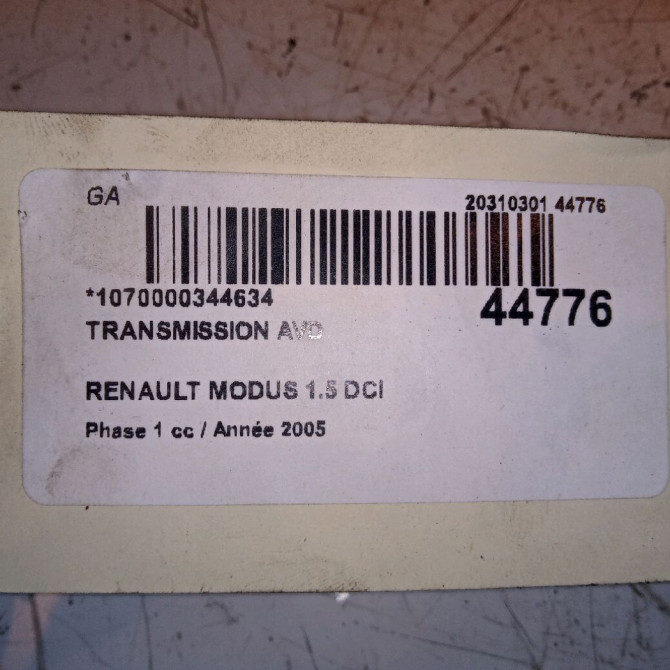 GA
20310301 44776
*1070000344634
44776
TRANSMISSION AVD
RENAULT MODUS 1.5 DCI
Phase 1 cc / Année 2005